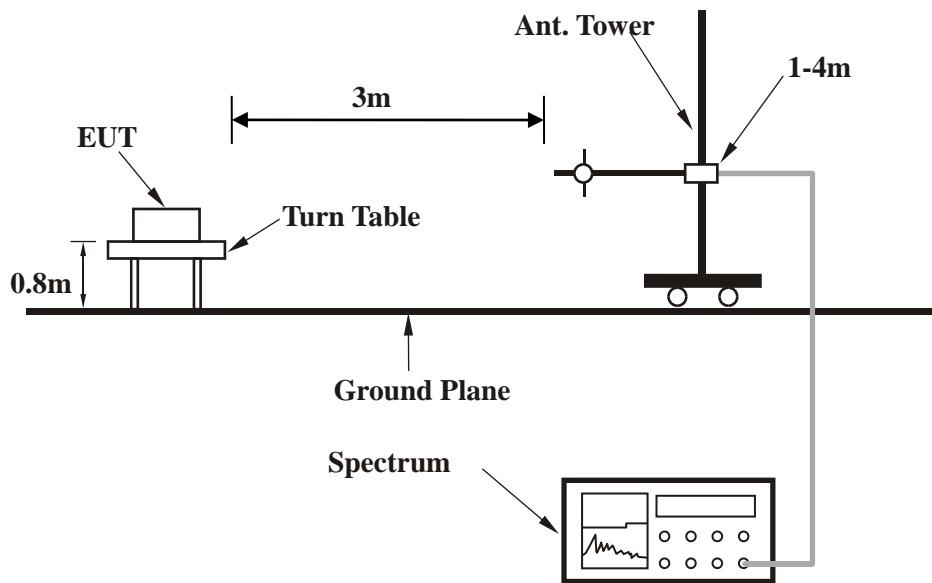 Ant. Tower
1-4m
3m
EUT
Turn Table
0.8m
Ground Plane
Spectrum